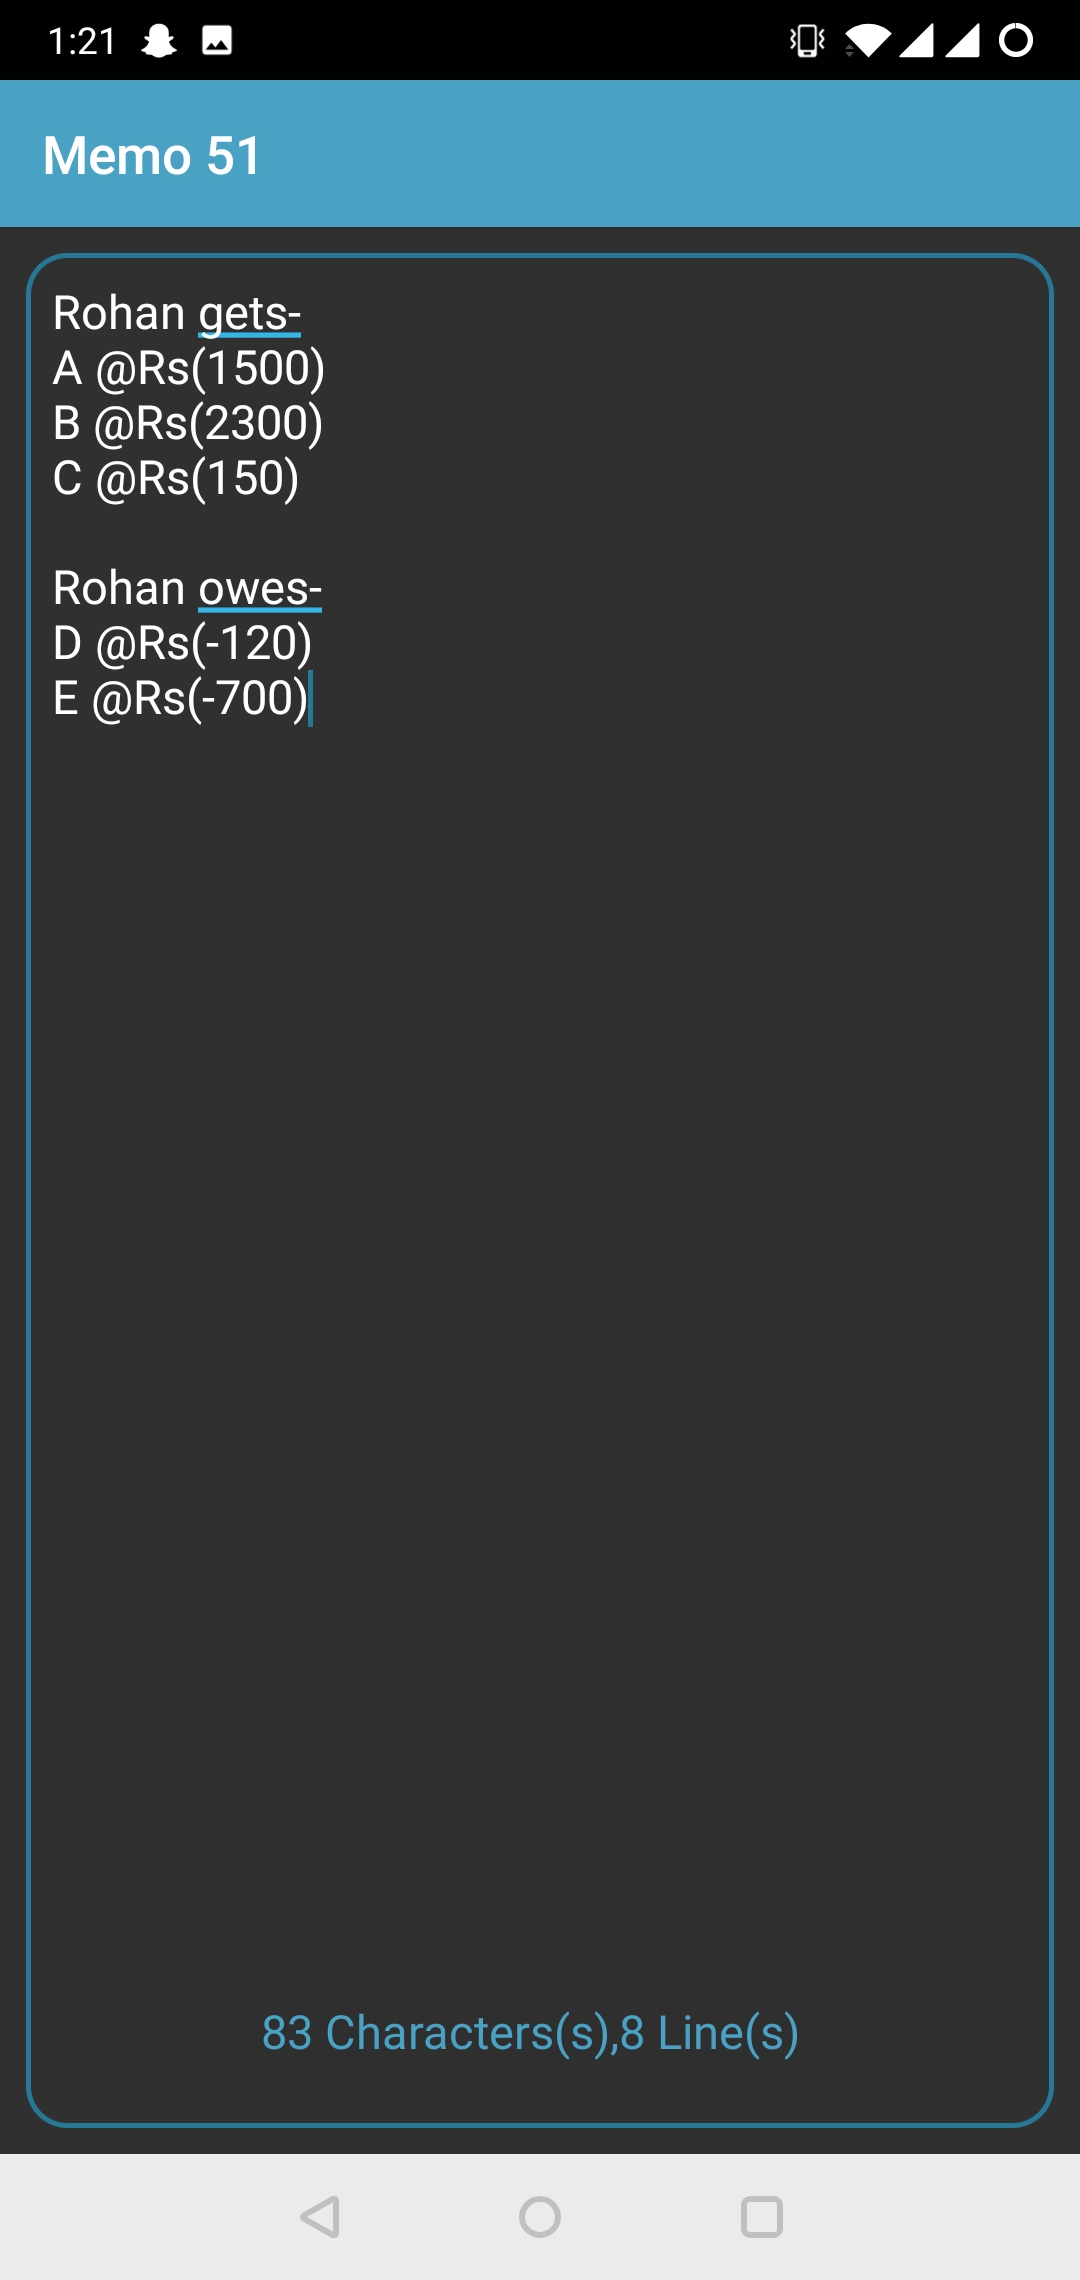 1:21
Memo 51
Rohan gets-
A @Rs(1500)
B @Rs(2300)
C @Rs(150)
Rohan owes-
D @Rs(-120)
E @Rs(-700)
83 Characters(s),8 Line(s)